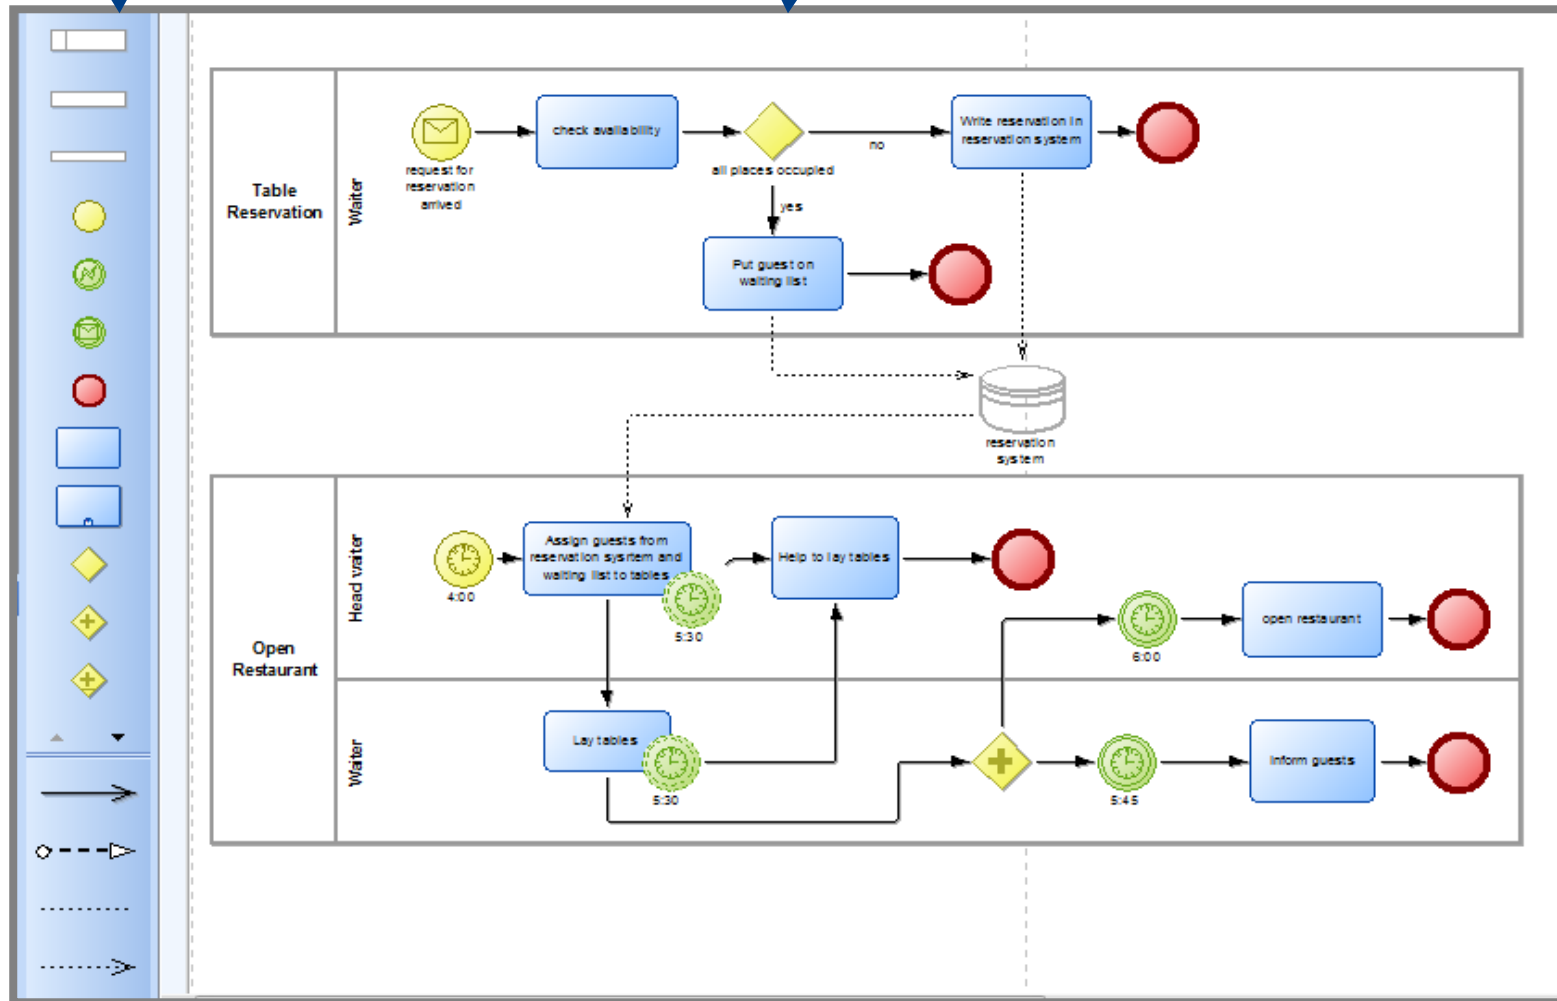 Table
Reservation
Waiter
request for
reservation
arrived
check availability
all places occupied
no
yes
Write reservation in
reservation system
Put guest on
waiting list
reservation
system
Open
Restaurant
Head waiter
4:00
Assign guests from
reservation sysrtem and
waiting list to tables
5:30
Help to lay tables
6:00
open restaurant
Waiter
Lay tables
5:30
5:45
Inform guests